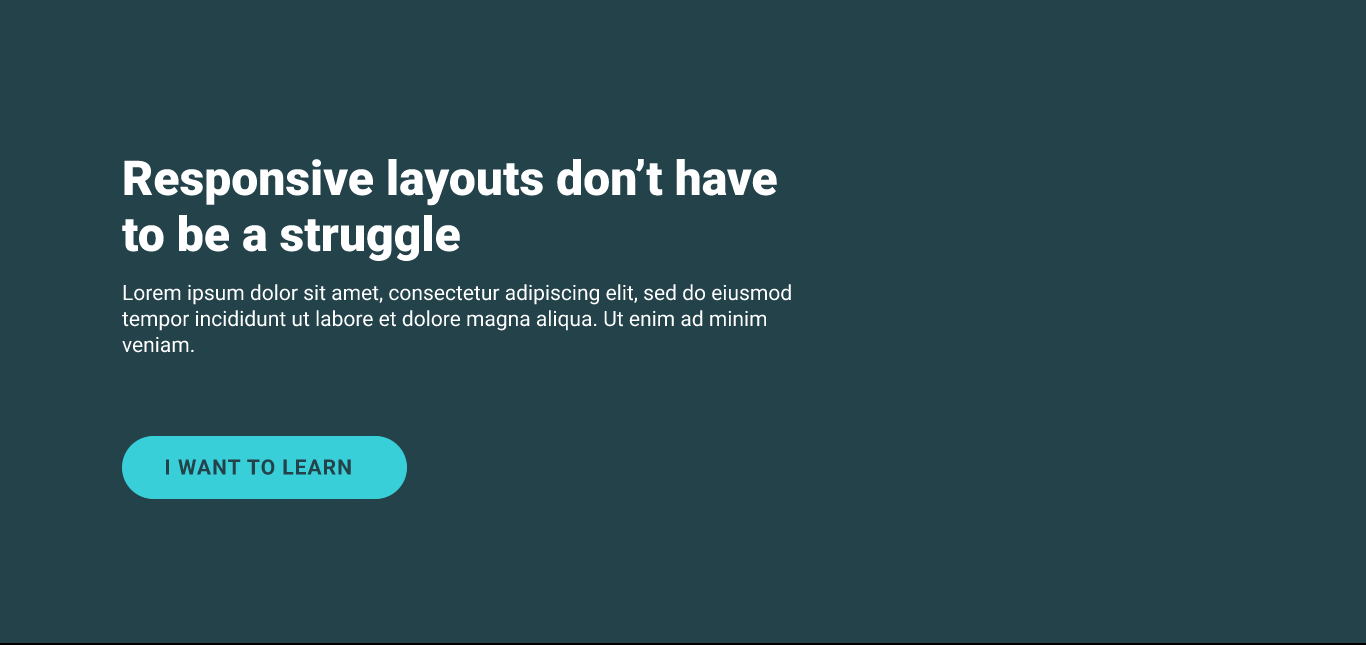 Responsive layouts don’t have
to be a struggle
Lorem ipsum dolor sit amet, consectetur adipiscing elit, sed do eiusmod
tempor incididunt ut labore et dolore magna aliqua. Ut enim ad minim
veniam.
I WANT TO LEARN